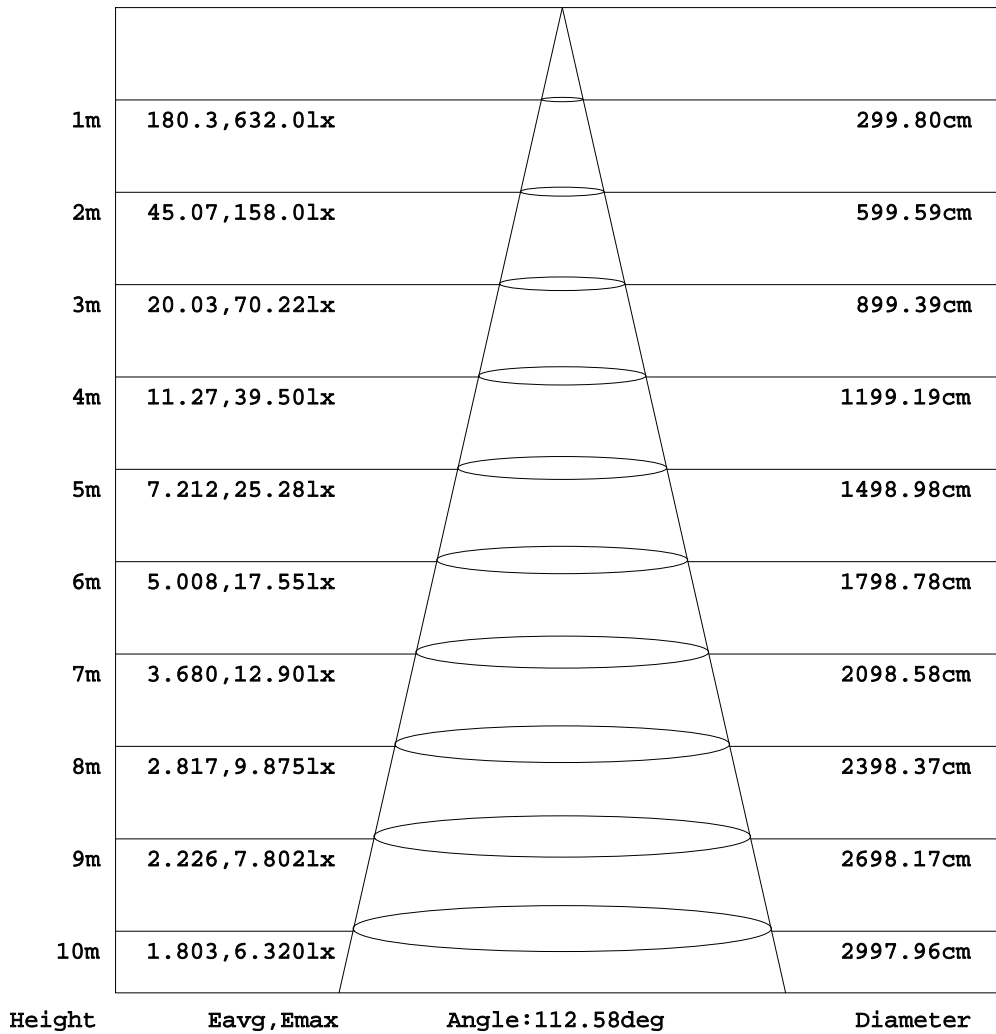 1m 180.3,632.0lx 299.80cm
2m 45.07,158.0lx 599.59cm
3m 20.03,70.22lx 899.39cm
4m 11.27,39.50lx 1199.19cm
5m 7.212,25.28lx 1498.98cm
6m 5.008,17.55lx 1798.78cm
7m 3.680,12.90lx 2098.58cm
8m 2.817,9.875lx 2398.37cm
9m 2.226,7.802lx 2698.17cm
10m 1.803,6.320lx 2997.96cm
Height Eavg,Emax Angle:112.58deg Diameter